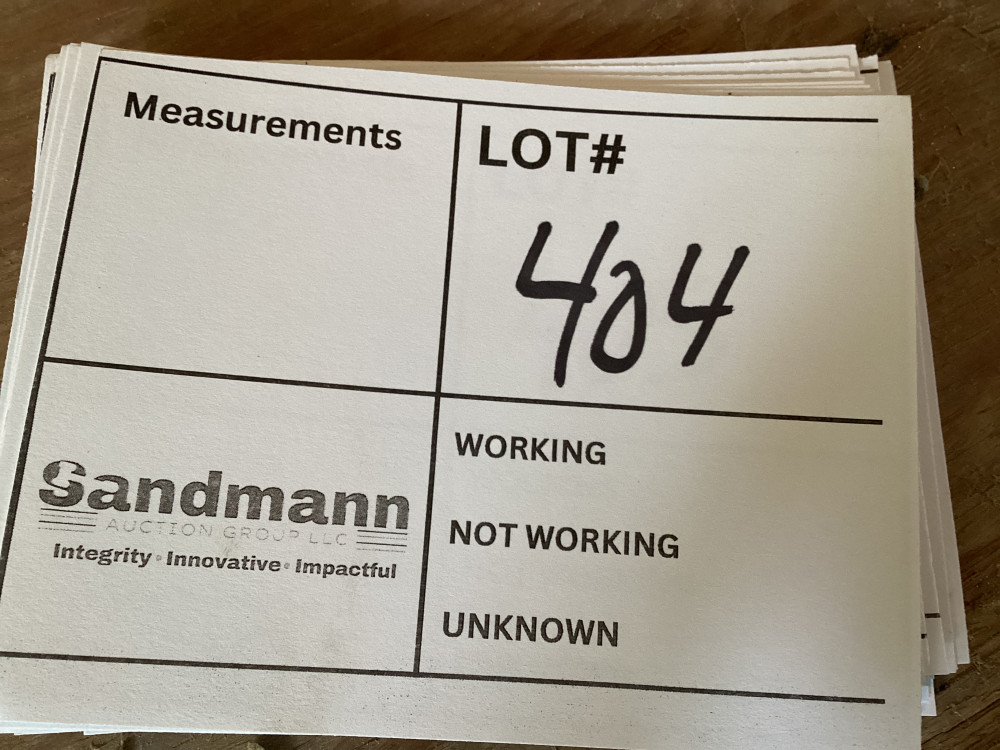 Measurements
LOT#
404
Sandmann
AUCTION GROUP LLC
Integrity • Innovative • Impactful
WORKING
NOT WORKING
UNKNOWN